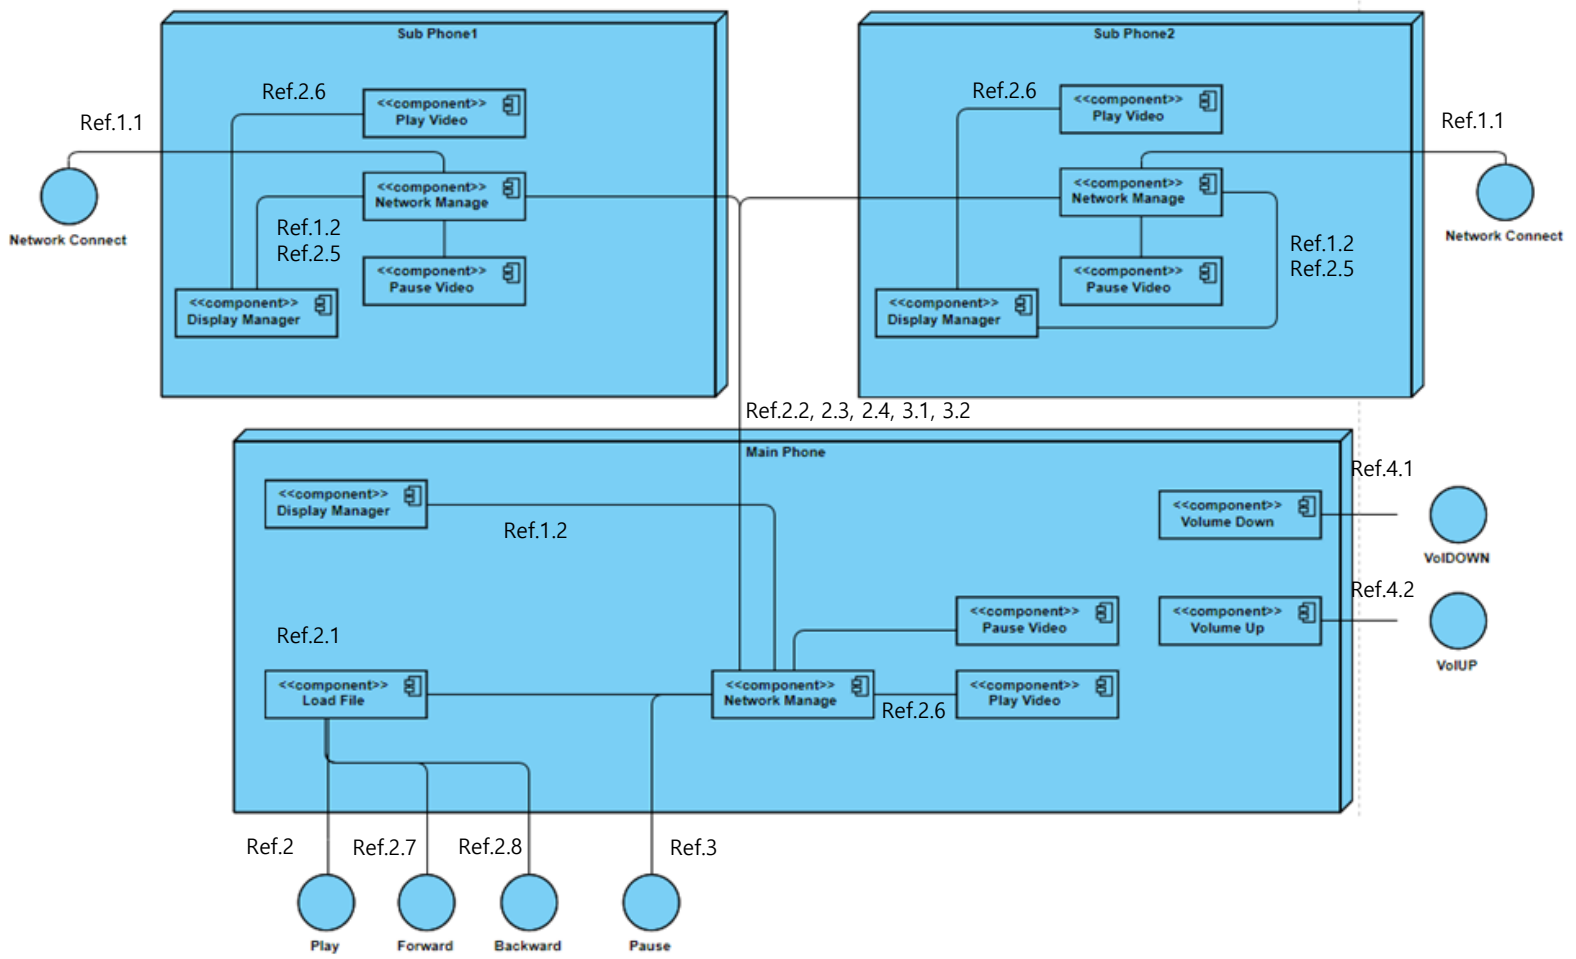 Sub Phone1
Ref.2.6
<<component>>
Play Video
Ref.1.1
<<component>>
Network Manage
Ref.1.2
Ref.2.5
Network Connect
<<component>>
Pause Video
<<component>>
Display Manager
Sub Phone2
Ref.2.6
<<component>>
Play Video
Ref.1.1
<<component>>
Network Manage
Ref.1.2
Ref.2.5
Network Connect
<<component>>
Pause Video
<<component>>
Display Manager
Ref.2.2, 2.3, 2.4, 3.1, 3.2
Main Phone
<<component>>
Display Manager
Ref.1.2
<<component>>
Volume Down
Ref.4.1
VolDOWN
<<component>>
Pause Video
<<component>>
Volume Up
Ref.4.2
VolUP
Ref.2.1
<<component>>
Load File
<<component>>
Network Manage
Ref.2.6
<<component>>
Play Video
Ref.2
Ref.2.7
Ref.2.8
Ref.3
Play
Forward
Backward
Pause